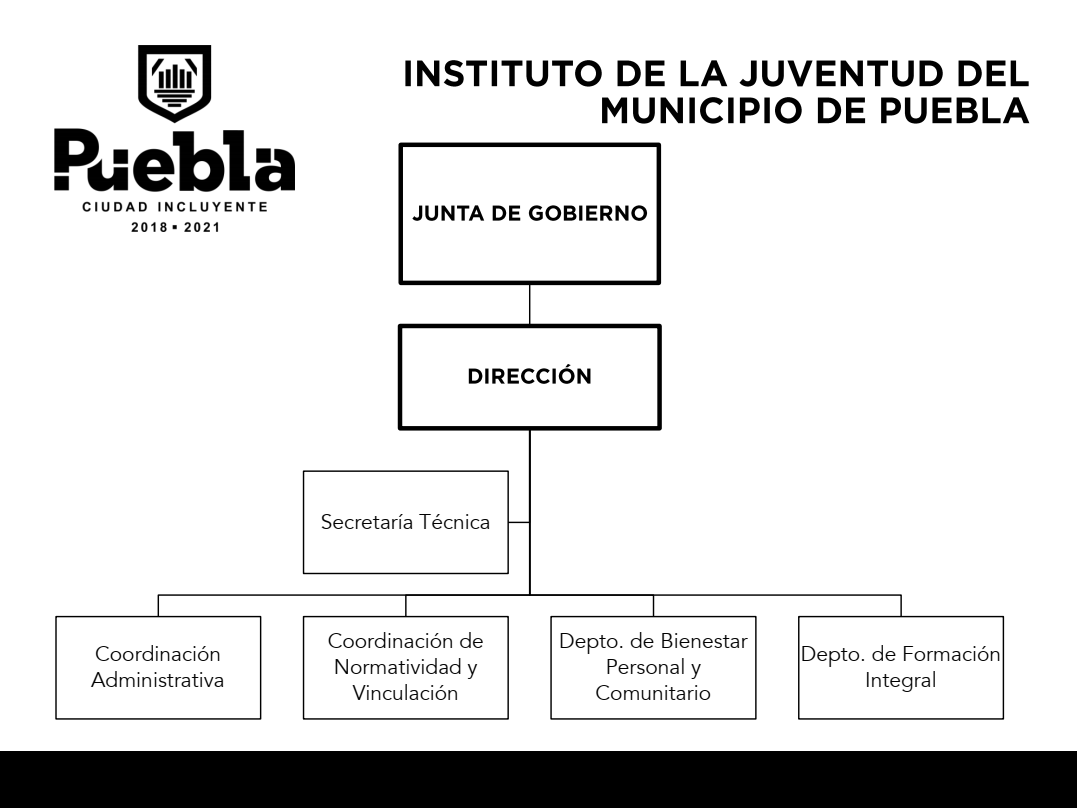 Puebla
CIUDAD INCLUYENTE
2018 ▪ 2021
INSTITUTO DE LA JUVENTUD DEL
MUNICIPIO DE PUEBLA
JUNTA DE GOBIERNO
DIRECCIÓN
Secretaría Técnica
Coordinación
Administrativa
Coordinación de
Normatividad y
Vinculación
Depto. de Bienestar
Personal y
Comunitario
Depto. de Formación
Integral